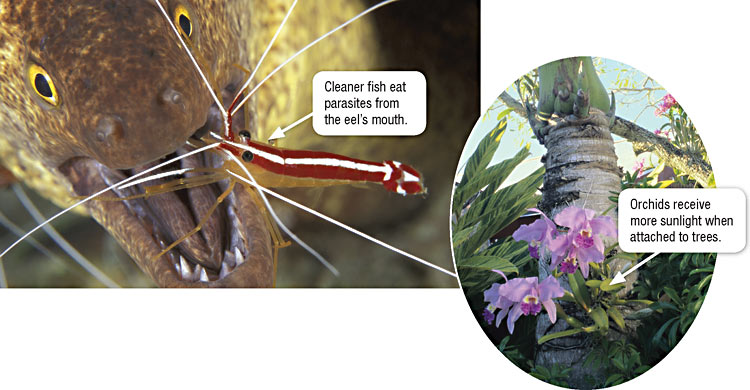 Cleaner fish eat
parasites from
the eel's mouth.
Orchids receive
more sunlight when
attached to trees.